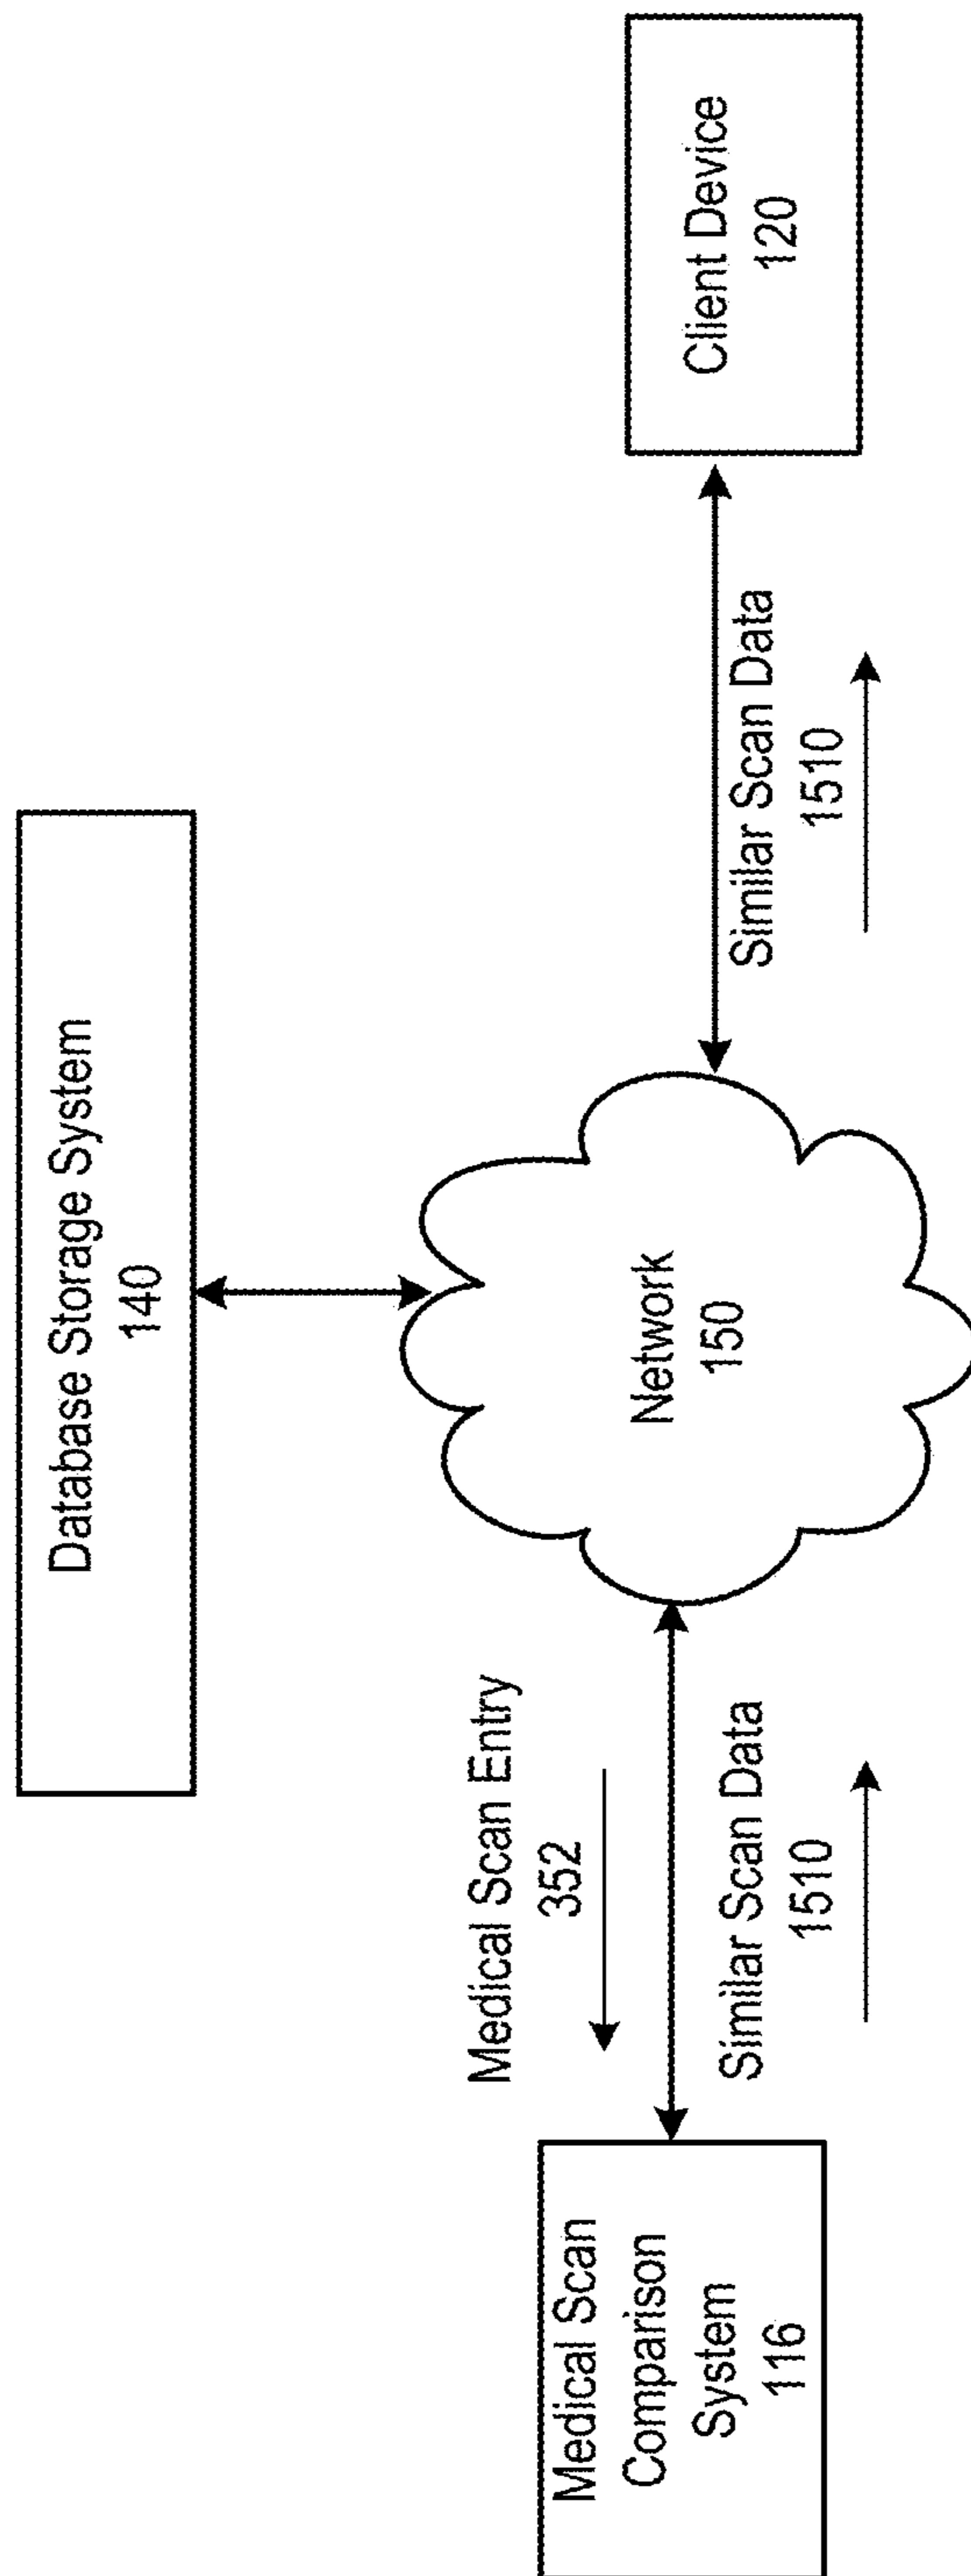 Database Storage System
140
Medical Scan
Comparison
System
116
Medical Scan Entry
352
Similar Scan Data
1510
Network
150
Similar Scan Data
1510
Client Device
120